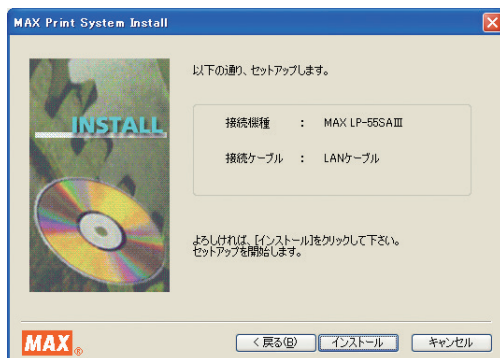 MAX Print System Install
以下の通り、セットアップします。
INSTALL
接続機種 : MAX LP-55SAⅢ
接続ケーブル : LANケーブル
よろしければ、[インストール]をクリックして下さい。
セットアップを開始します。
MAX®
< 戻る(B) インストール キャンセル